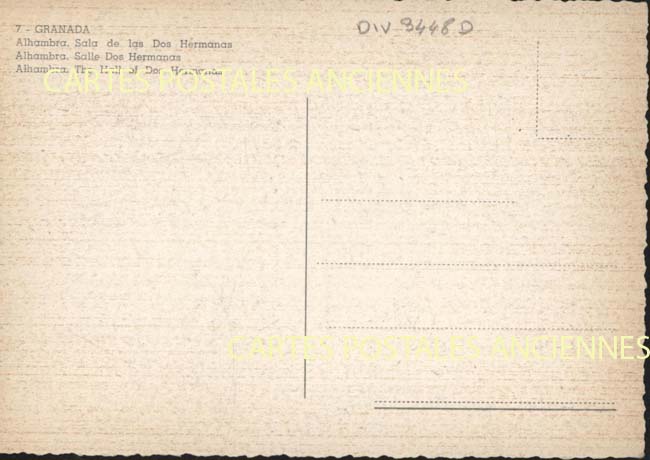 7 - GRANADA
Alhambra. Sala de las Dos Hermanas
Alhambra. Salle Dos Hermanas
Alhambra. The Hall of Dos Hermanas
DIV 9448 D
CARTES POSTALES ANCIENNES
CARTES POSTALES ANCIENNES